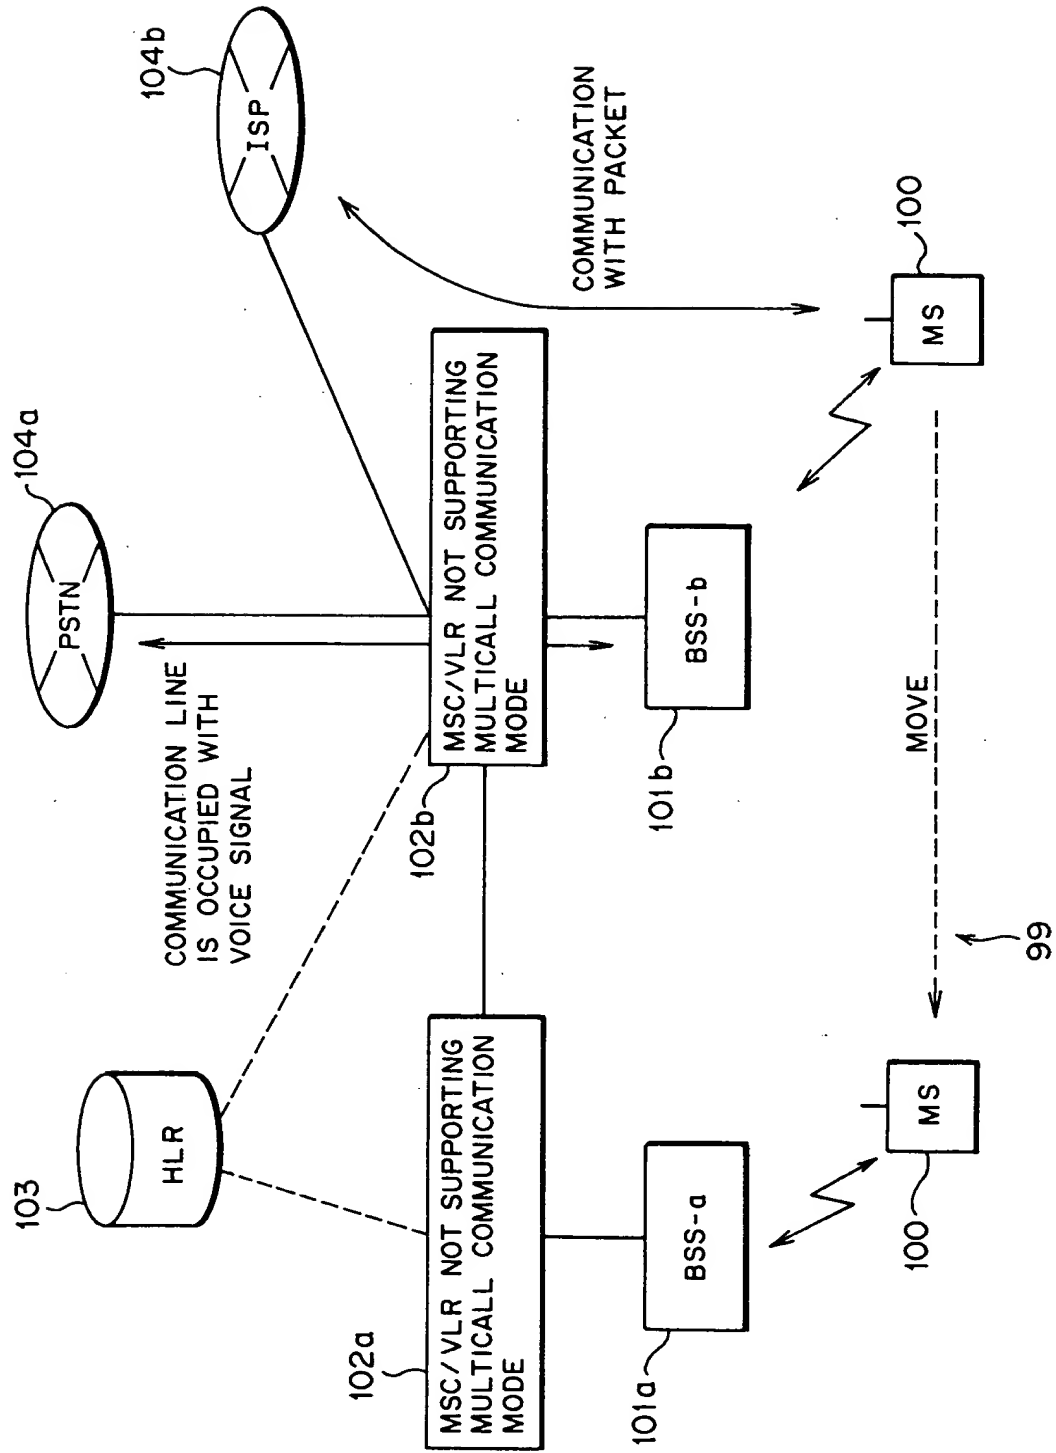 103
HLR
COMMUNICATION LINE
IS OCCUPIED WITH
VOICE SIGNAL
104a
PSTN
104b
ISP
102a
MSC/VLR NOT SUPPORTING
MULTICALL COMMUNICATION
MODE
102b
MSC/VLR NOT SUPPORTING
MULTICALL COMMUNICATION
MODE
COMMUNICATION
WITH PACKET
101a
BSS-a
101b
BSS-b
100
MS
100
MS
MOVE
99